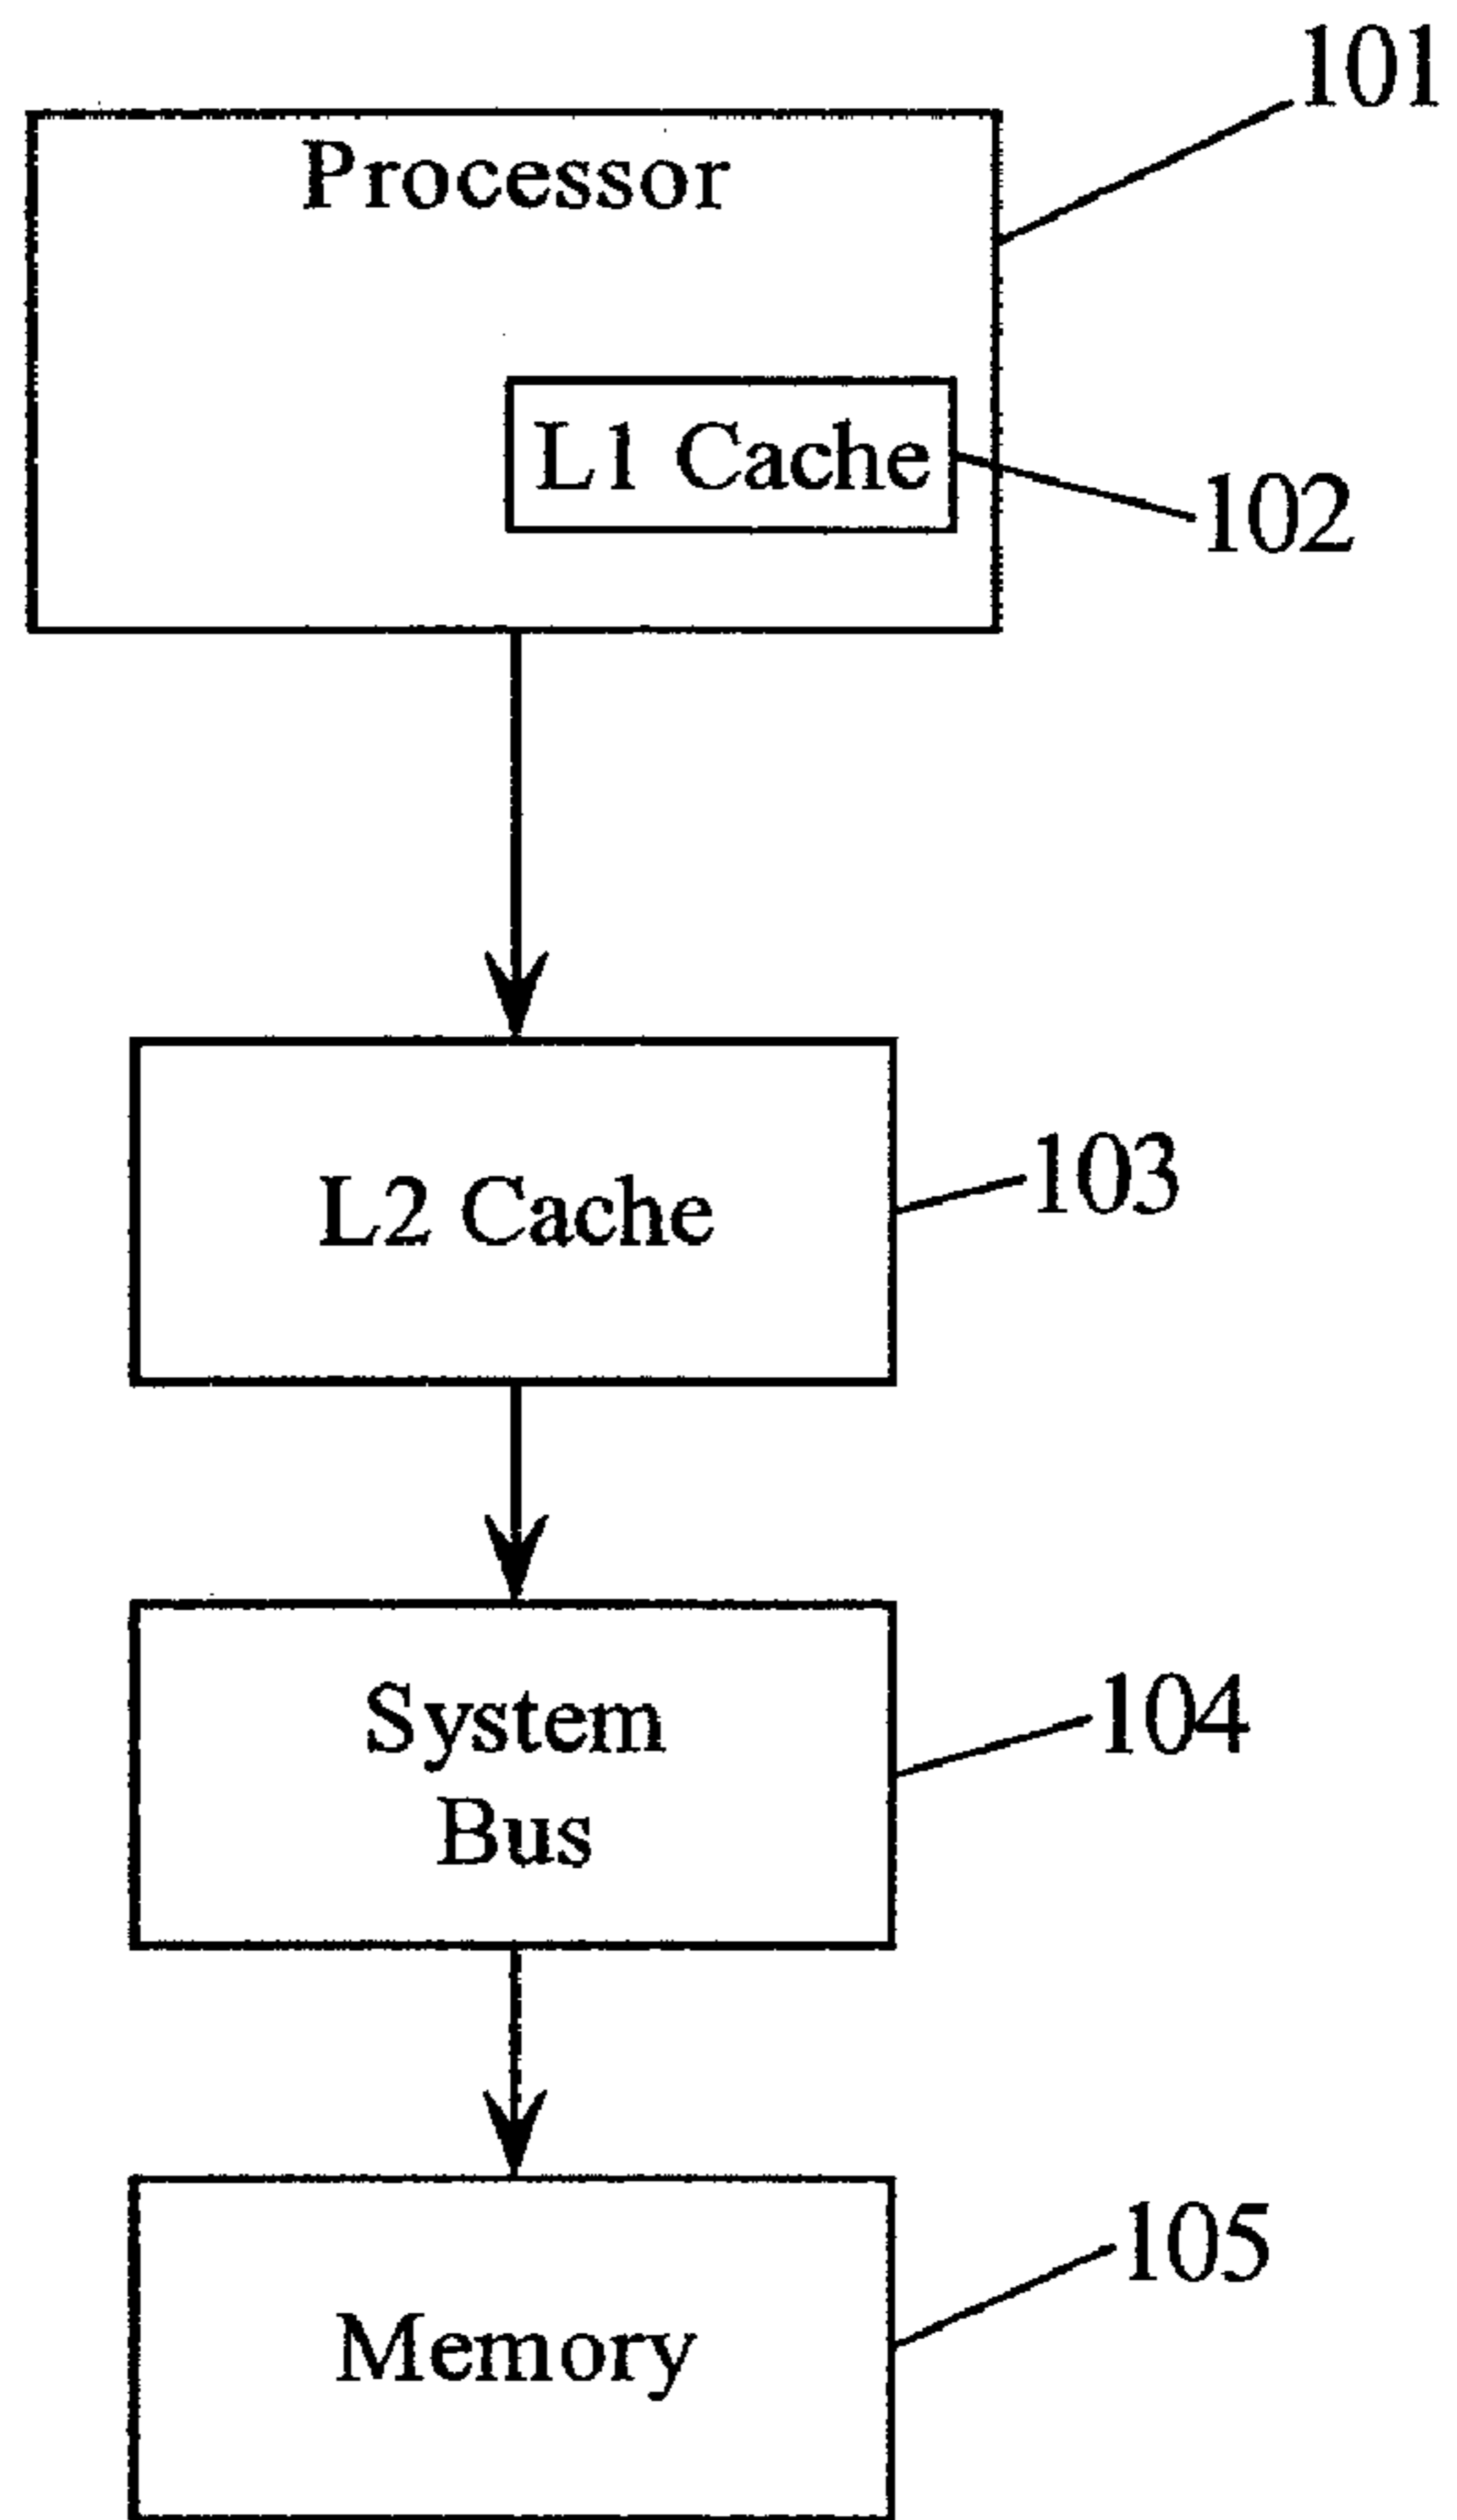 101
Processor
L1 Cache
102
L2 Cache
103
System
Bus
104
Memory
105